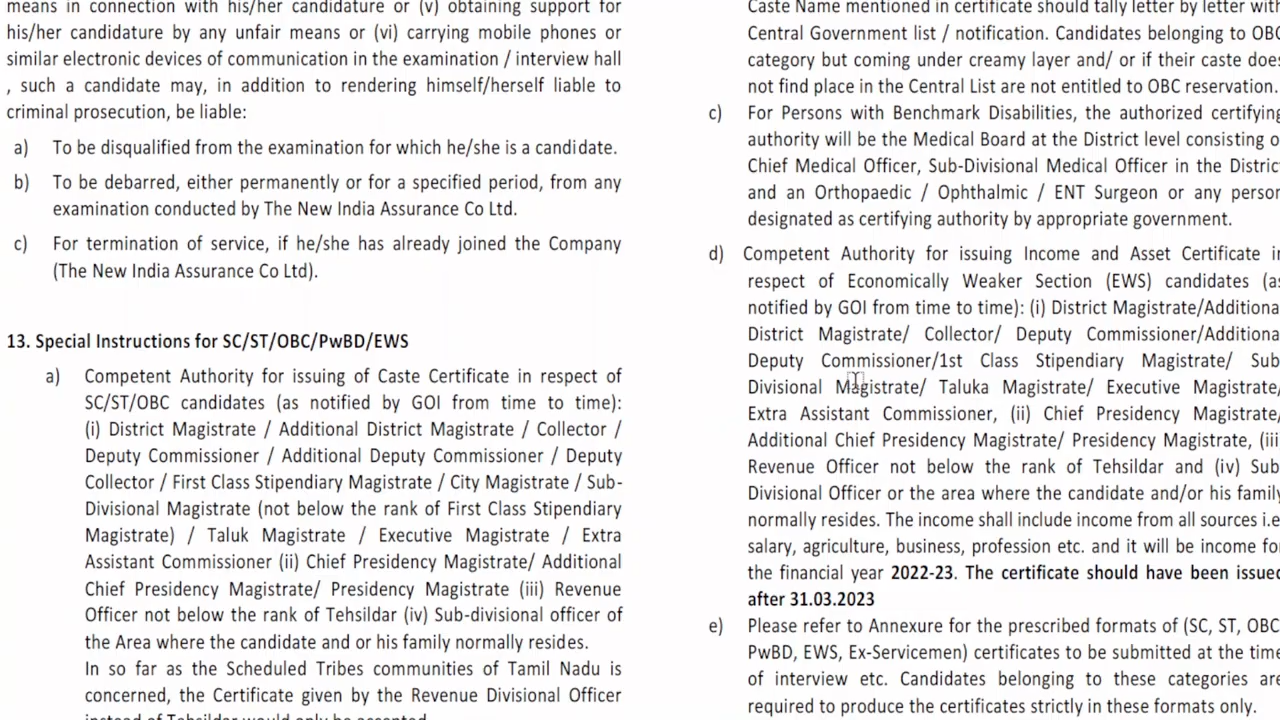 means in connection with his/her candidature or (v) obtaining support for
his/her candidature by any unfair means or (vi) carrying mobile phones or
similar electronic devices of communication in the examination / interview hall
, such a candidate may, in addition to rendering himself/herself liable to
criminal prosecution, be liable:
a) To be disqualified from the examination for which he/she is a candidate.
b) To be debarred, either permanently or for a specified period, from any
examination conducted by The New India Assurance Co Ltd.
c) For termination of service, if he/she has already joined the Company
(The New India Assurance Co Ltd).
13. Special Instructions for SC/ST/OBC/PwBD/EWS
a) Competent Authority for issuing of Caste Certificate in respect of
SC/ST/OBC candidates (as notified by GOI from time to time):
(i) District Magistrate / Additional District Magistrate / Collector /
Deputy Commissioner / Additional Deputy Commissioner / Deputy
Collector / First Class Stipendiary Magistrate / City Magistrate / Sub-
Divisional Magistrate (not below the rank of First Class Stipendiary
Magistrate) / Taluk Magistrate / Executive Magistrate / Extra
Assistant Commissioner (ii) Chief Presidency Magistrate/ Additional
Chief Presidency Magistrate/ Presidency Magistrate (iii) Revenue
Officer not below the rank of Tehsildar (iv) Sub-divisional officer of
the Area where the candidate and or his family normally resides.
In so far as the Scheduled Tribes communities of Tamil Nadu is
concerned, the Certificate given by the Revenue Divisional Officer
instead of Tehsildar would only be accepted
Caste Name mentioned in certificate should tally letter by letter with
Central Government list / notification. Candidates belonging to OBC
category but coming under creamy layer and/ or if their caste does
not find place in the Central List are not entitled to OBC reservation.
c) For Persons with Benchmark Disabilities, the authorized certifying
authority will be the Medical Board at the District level consisting o
Chief Medical Officer, Sub-Divisional Medical Officer in the District
and an Orthopaedic / Ophthalmic / ENT Surgeon or any person
designated as certifying authority by appropriate government.
d) Competent Authority for issuing Income and Asset Certificate in
respect of Economically Weaker Section (EWS) candidates (as
notified by GOI from time to time): (i) District Magistrate/Additiona
District Magistrate/ Collector/ Deputy Commissioner/Additiona
Deputy Commissioner/1st Class Stipendiary Magistrate/ Sub
Divisional Magistrate/ Taluka Magistrate/ Executive Magistrate/
Extra Assistant Commissioner, (ii) Chief Presidency Magistrate/
Additional Chief Presidency Magistrate/ Presidency Magistrate, (iii
Revenue Officer not below the rank of Tehsildar and (iv) Sub
Divisional Officer or the area where the candidate and/or his family
normally resides. The income shall include income from all sources i.e
salary, agriculture, business, profession etc. and it will be income fo
the financial year 2022-23. The certificate should have been issued
after 31.03.2023
e) Please refer to Annexure for the prescribed formats of (SC, ST, OBC
PwBD, EWS, Ex-Servicemen) certificates to be submitted at the time
of interview etc. Candidates belonging to these categories are
required to produce the certificates strictly in these formats only.